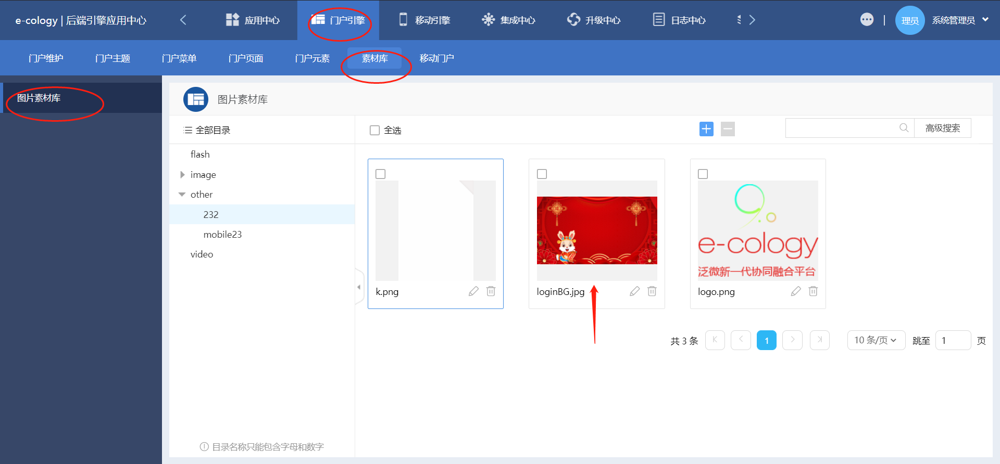 e-cology | 后端引擎应用中心
应用中心
门户引擎
移动引擎
集成中心
升级中心
日志中心
理员
系统管理员
门户维护
门户主题
门户菜单
门户页面
门户元素
素材库
移动门户
图片素材库
图片素材库
全部目录
全选
高级搜索
flash
image
other
232
mobile23
video
e-cology
泛微新一代协同融合平台
k.png
loginBG.jpg
logo.png
共 3 条
1
10 条/页
跳至
1
页
目录名称只能包含字母和数字